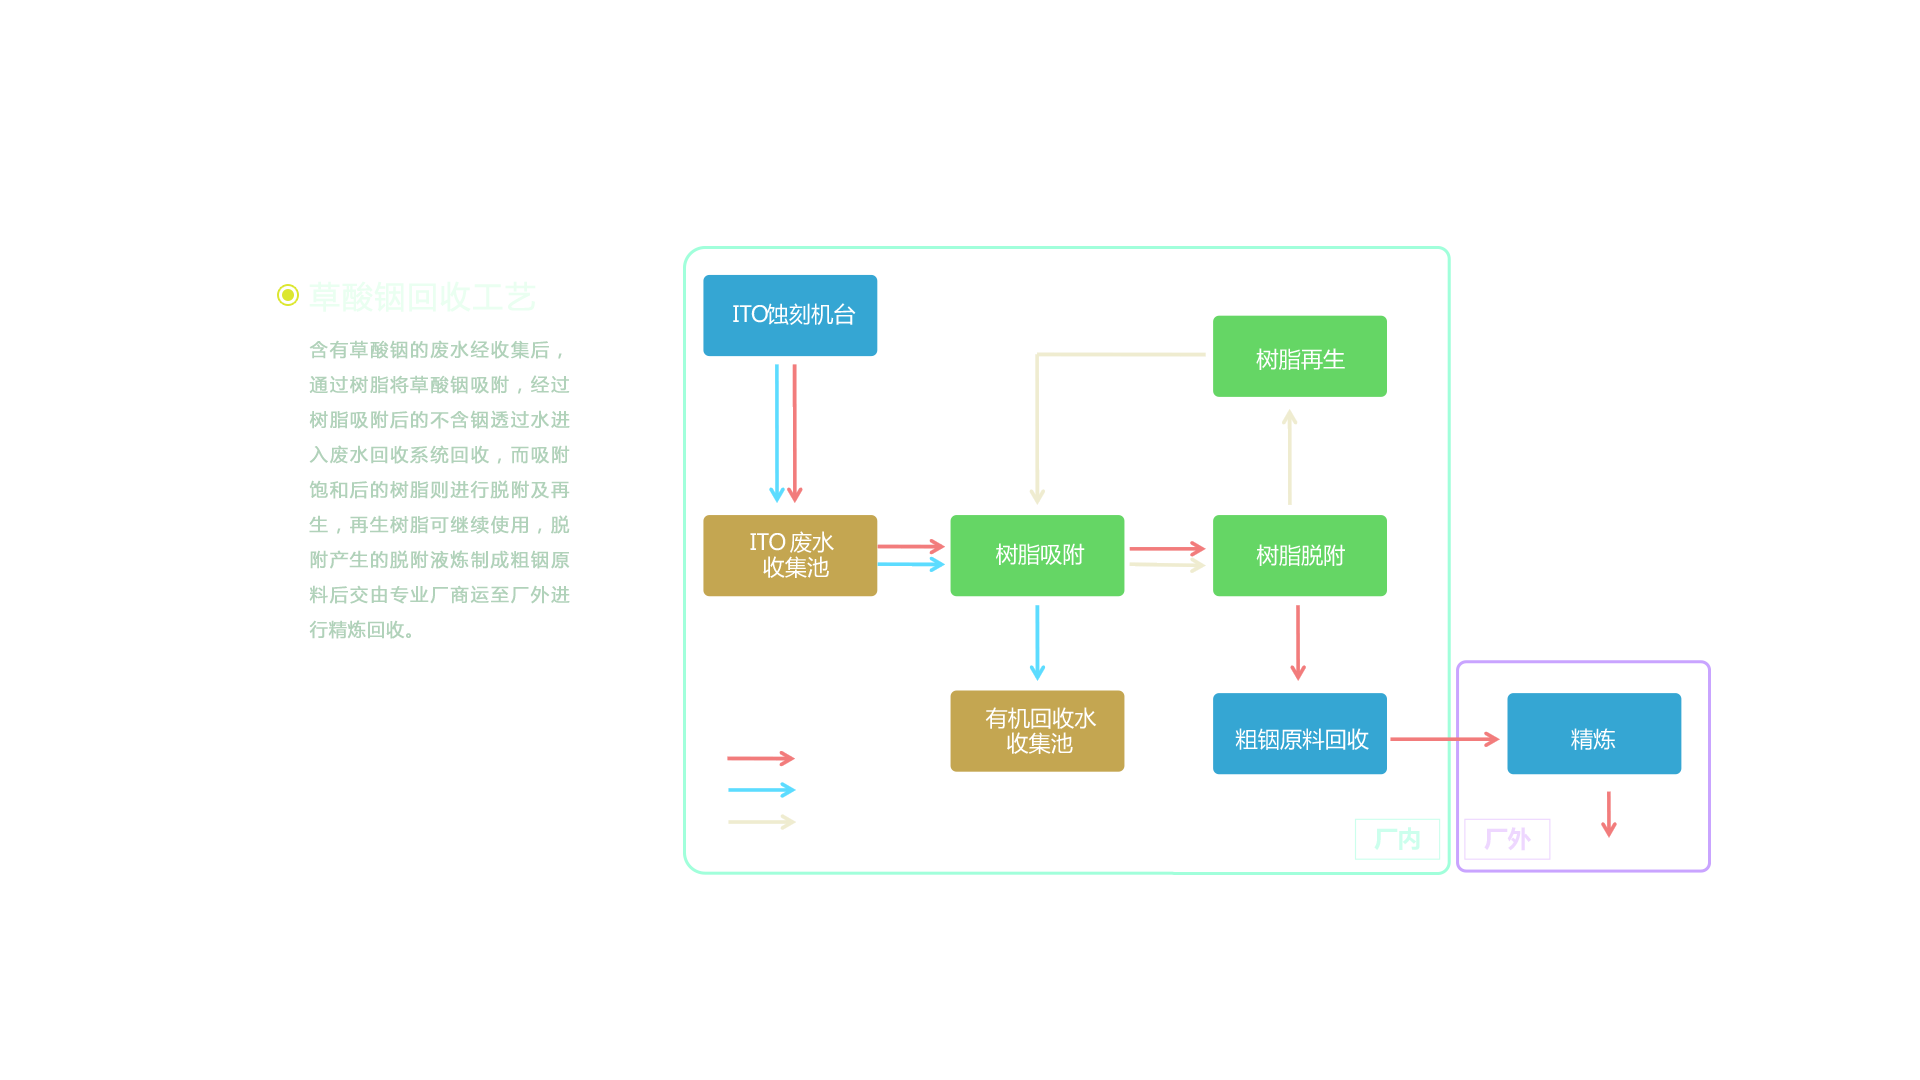 草酸铟回收工艺
含有草酸铟的废水经收集后，
通过树脂将草酸铟吸附，经过
树脂吸附后的不含铟透过水进
入废水回收系统回收，而吸附
饱和后的树脂则进行脱附及再
生，再生树脂可继续使用，脱
附产生的脱附液炼制成粗铟原
料后交由专业厂商运至厂外进
行精炼回收。
ITO蚀刻机台
树脂再生
ITO 废水
收集池
树脂吸附
树脂脱附
有机回收水
收集池
粗铟原料回收
精炼
厂内
厂外